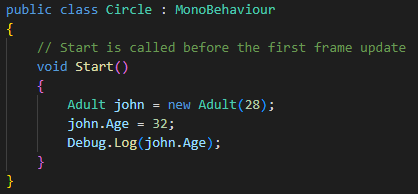 public class Circle : MonoBehaviour
{
    // Start is called before the first frame update
    void Start()
    {
        Adult john = new Adult(28);
        john.Age = 32;
        Debug.Log(john.Age);
    }
}